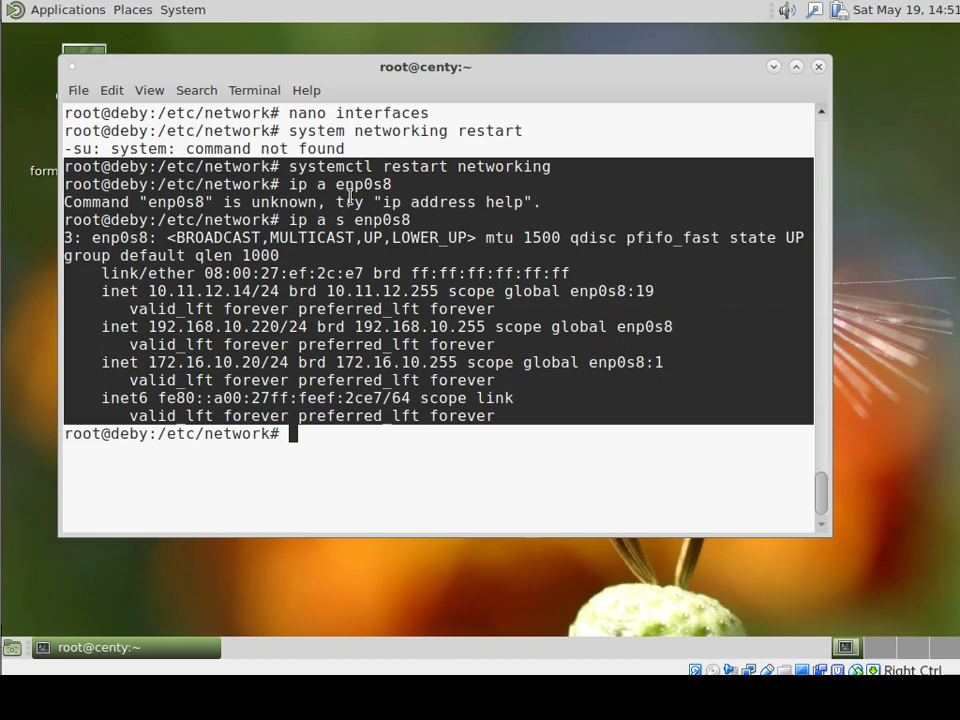 Applications Places System
Sat May 19, 14:51
root@centy:~
File Edit View Search Terminal Help
root@deby:/etc/network# nano interfaces
root@deby:/etc/network# system networking restart
-su: system: command not found
root@deby:/etc/network# systemctl restart networking
root@deby:/etc/network# ip a enp0s8
Command "enp0s8" is unknown, try "ip address help".
root@deby:/etc/network# ip a s enp0s8
3: enp0s8: <BROADCAST,MULTICAST,UP,LOWER_UP> mtu 1500 qdisc pfifo_fast state UP
group default qlen 1000
link/ether 08:00:27:ef:2c:e7 brd ff:ff:ff:ff:ff:ff
inet 10.11.12.14/24 brd 10.11.12.255 scope global enp0s8:19
valid_lft forever preferred_lft forever
inet 192.168.10.220/24 brd 192.168.10.255 scope global enp0s8
valid_lft forever preferred_lft forever
inet 172.16.10.20/24 brd 172.16.10.255 scope global enp0s8:1
valid_lft forever preferred_lft forever
inet6 fe80::a00:27ff:feef:2ce7/64 scope link
valid_lft forever preferred_lft forever
root@deby:/etc/network#
form
root@centy:~
Right Ctrl